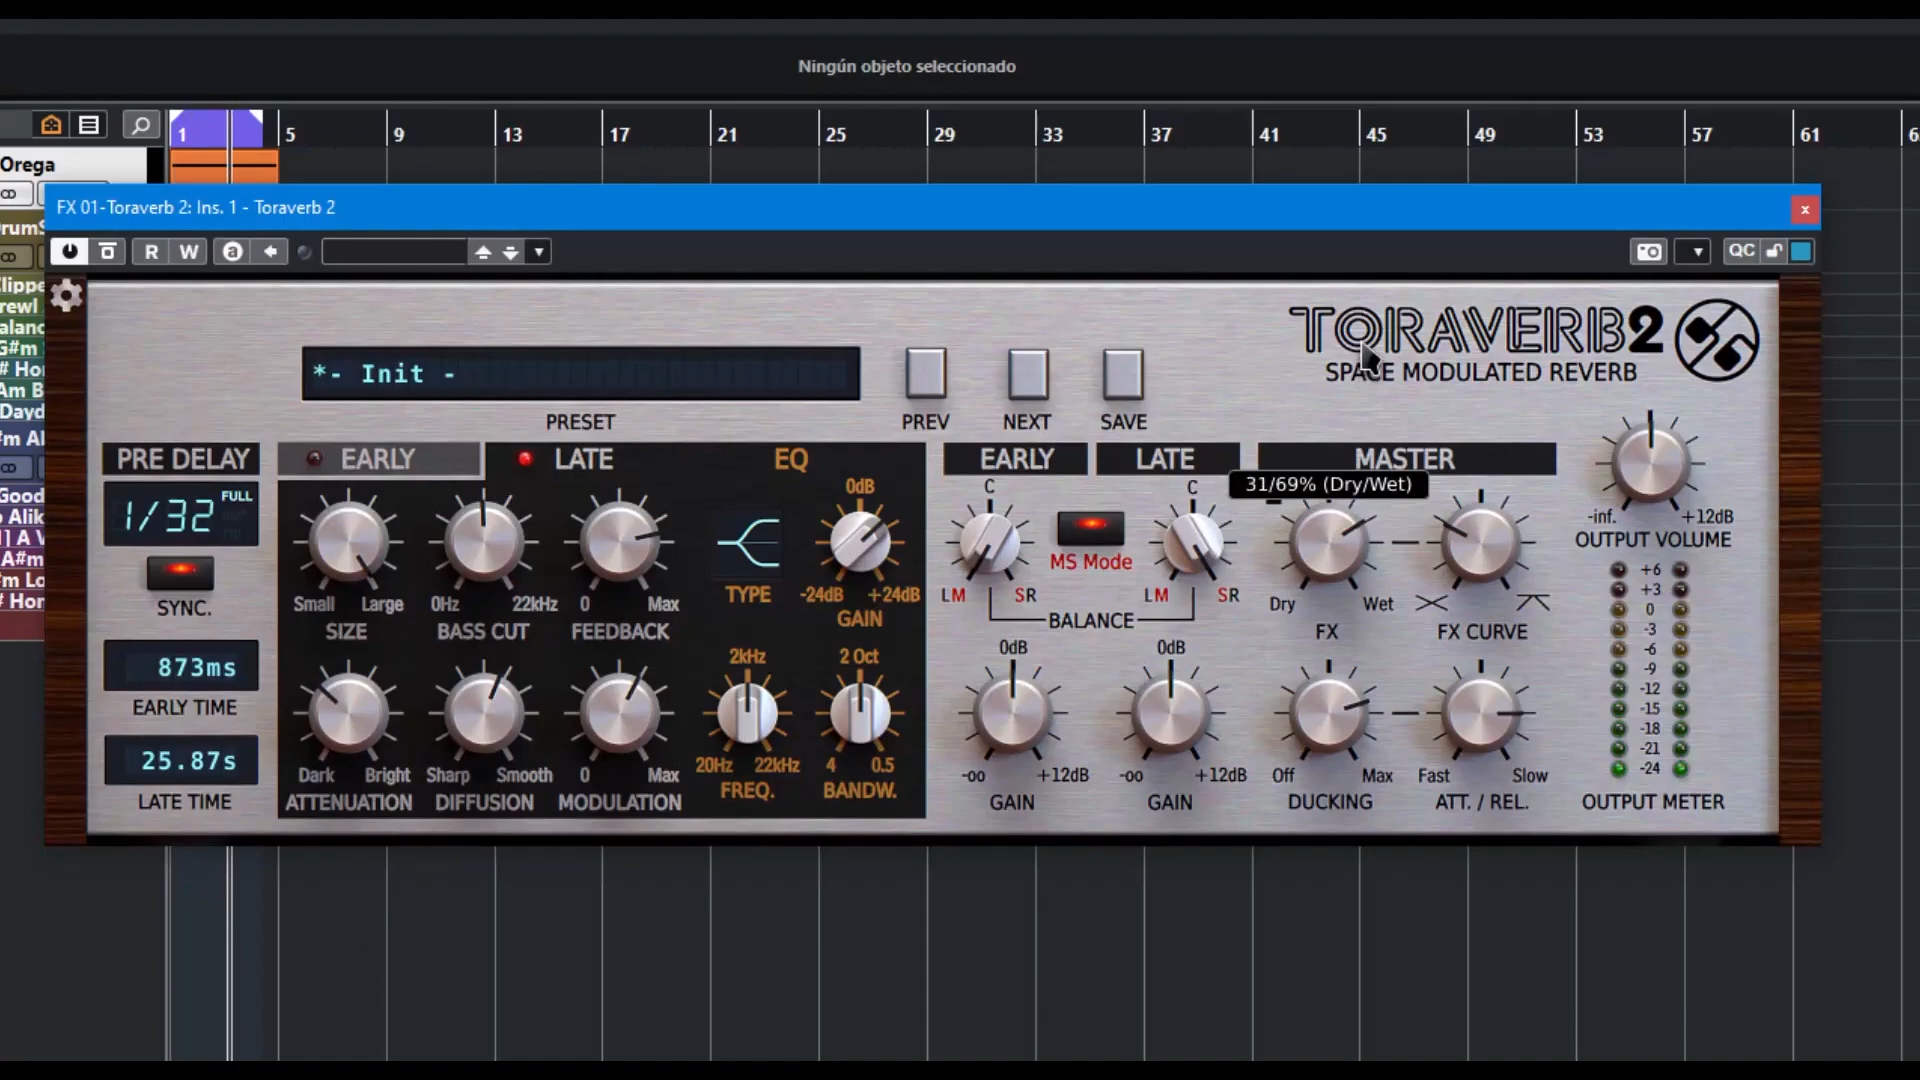 Ningún objeto seleccionado
1 5 9 13 17 21 25 29 33 37 41 45 49 53 57 61
Orega
FX 01-Toraverb 2: Ins. 1 - Toraverb 2
x
R W a QC
TORAVERB2
SPACE MODULATED REVERB
*- Init -
PRESET PREV NEXT SAVE
PRE DELAY EARLY LATE EQ EARLY LATE MASTER
31/69% (Dry/Wet)
1/32 FULL
0dB C C
-inf. +12dB
OUTPUT VOLUME
SYNC.
Small Large 0Hz 22kHz 0 Max TYPE -24dB +24dB
SIZE BASS CUT FEEDBACK GAIN
MS Mode
LM SR LM SR
BALANCE
Dry Wet
FX FX CURVE
873ms
EARLY TIME
25.87s
LATE TIME
2kHz 2 Oct 0dB 0dB
Dark Bright Sharp Smooth 0 Max 20Hz 22kHz 4 0.5
ATTENUATION DIFFUSION MODULATION FREQ. BANDW.
-oo +12dB -oo +12dB Off Max Fast Slow
GAIN GAIN DUCKING ATT. / REL.
+6
+3
0
-3
-6
-9
-12
-15
-18
-21
-24
OUTPUT METER